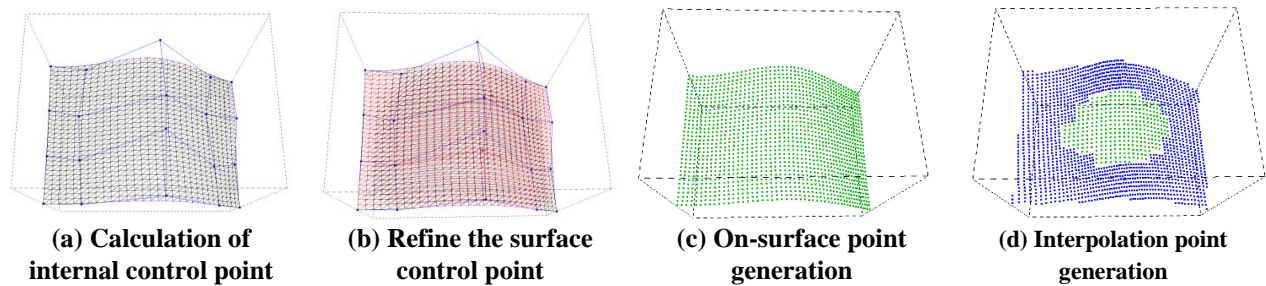 (a) Calculation of
internal control point
(b) Refine the surface
control point
(c) On-surface point
generation
(d) Interpolation point
generation